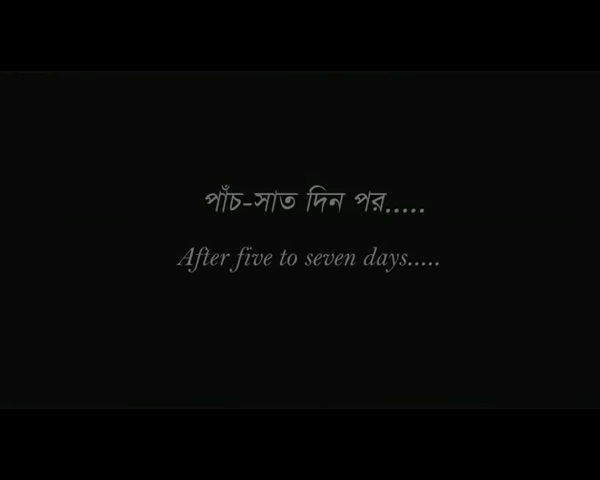 পাঁচ-সাত দিন পর.....
After five to seven days.....